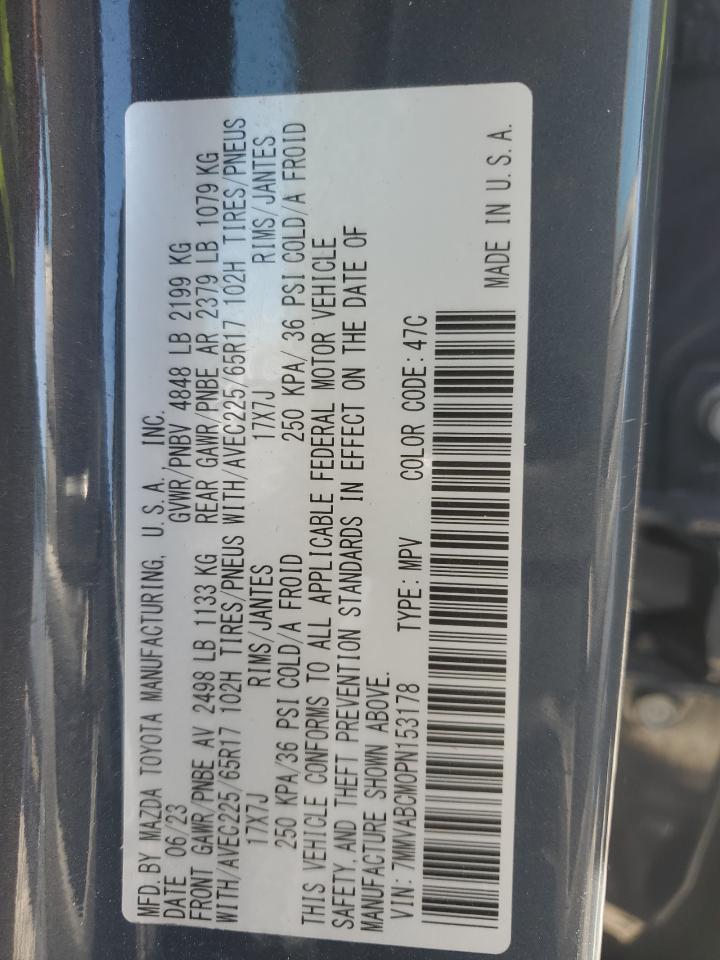 MFD. BY MAZDA TOYOTA MANUFACTURING, U.S.A. INC.
DATE 06/23 GVWR/PNBV 4848 LB 2199 KG
FRONT GAWR/PNBE AV 2498 LB 1133 KG REAR GAWR/PNBE AR 2379 LB 1079 KG
WITH/AVEC225/65R17 102H TIRES/PNEUS WITH/AVEC225/65R17 102H TIRES/PNEUS
17X7J RIMS/JANTES 17X7J RIMS/JANTES
250 KPA/36 PSI COLD/A FROID 250 KPA/ 36 PSI COLD/A FROID
THIS VEHICLE CONFORMS TO ALL APPLICABLE FEDERAL MOTOR VEHICLE
SAFETY, AND THEFT PREVENTION STANDARDS IN EFFECT ON THE DATE OF
MANUFACTURE SHOWN ABOVE.
VIN: 7MMVABCM0PN153178 TYPE: MPV COLOR CODE: 47C
MADE IN U.S.A.